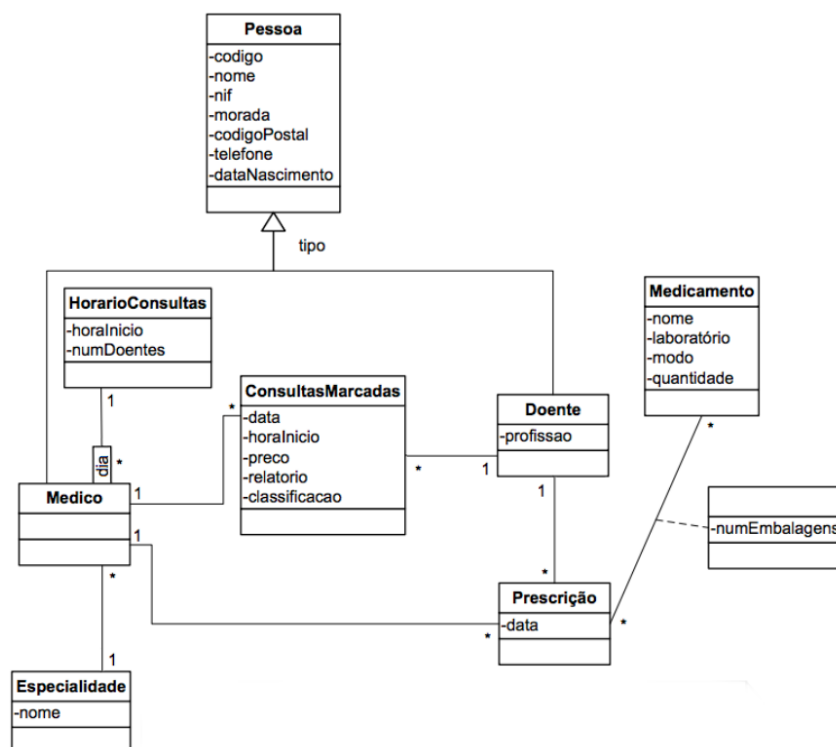 Pessoa
-codigo
-nome
-nif
-morada
-codigoPostal
-telefone
-dataNascimento
tipo
HorarioConsultas
-horaInicio
-numDoentes
1
dia
*
Medicamento
-nome
-laboratório
-modo
-quantidade
*
ConsultasMarcadas
-data
-horaInicio
-preco
-relatorio
-classificacao
*
*
Doente
-profissao
1
1
Medico
1
1
*
-numEmbalagens
Prescrição
-data
*
*
*
1
Especialidade
-nome